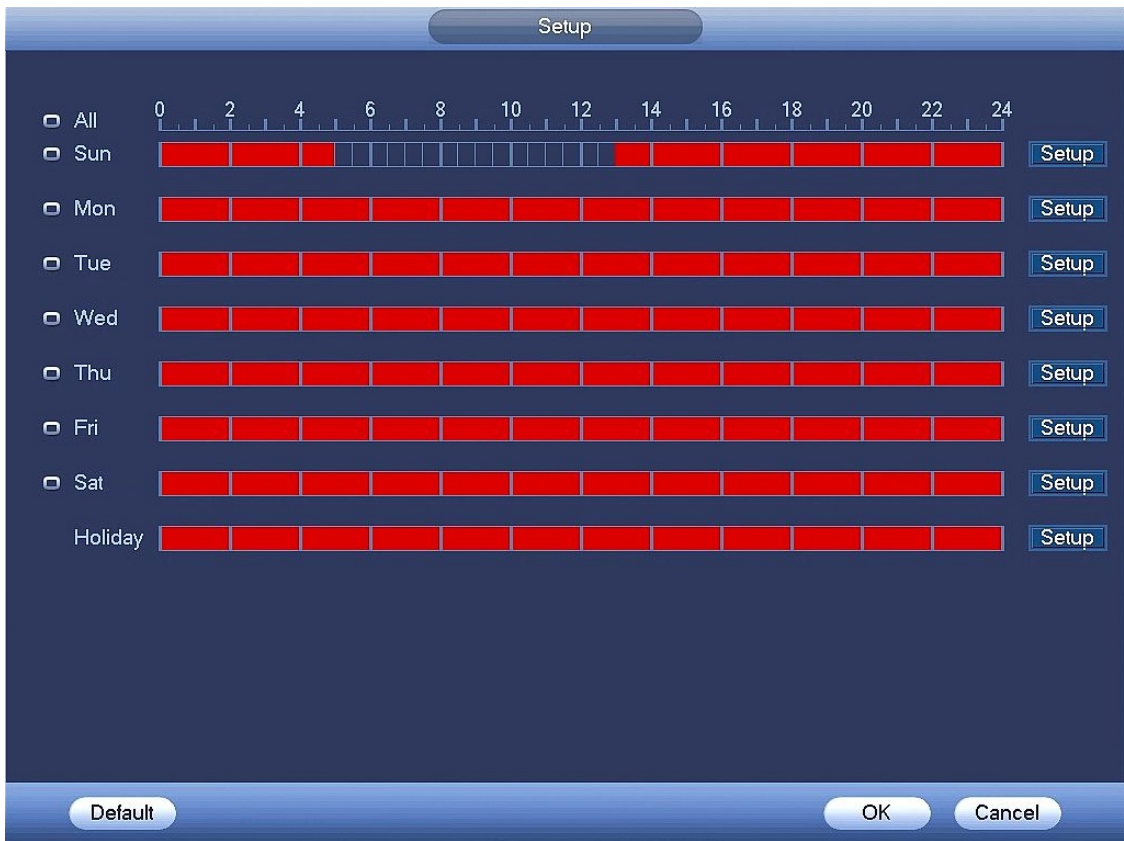 Setup
0 2 4 6 8 10 12 14 16 18 20 22 24
All
Sun Setup
Mon Setup
Tue Setup
Wed Setup
Thu Setup
Fri Setup
Sat Setup
Holiday Setup
Default OK Cancel